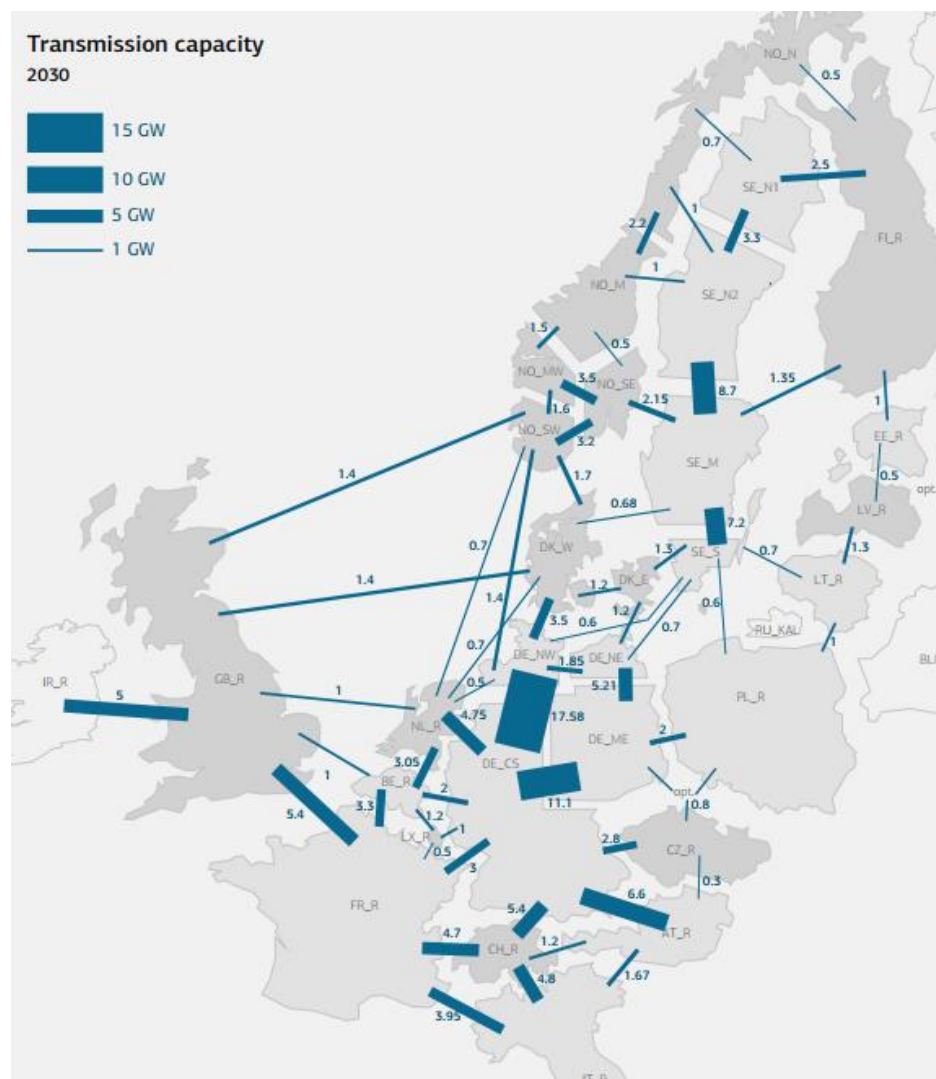 Transmission capacity
2030
15 GW
10 GW
5 GW
1 GW
NO_N
0.5
0.7
2.5
SE_N1
1
2.2
3.3
FI_R
1
NO_M
SE_N2
1.5
0.5
NO_MW
3.5
NO_SE
8.7
1.35
2.15
1.6
1
NO_SW
3.2
EE_R
SE_M
1.4
1.7
0.5
opt.
0.68
LV_R
7.2
0.7
DK_W
1.3
SE_S
0.7
1.3
LT_R
1.4
1.2
DK_E
1.4
0.6
3.5
0.6
1.2
0.7
RU_KAL
1
0.7
DE_NW
1.85
DE_NE
BL
IR_R
5
GB_R
1
0.5
5.21
PL_R
NL_R
4.75
17.58
2
DE_ME
3.05
DE_CS
1
BE_R
2
opt.
5.4
3.3
11.1
0.8
1.2
1
LX_R
0.5
2.8
CZ_R
3
0.3
FR_R
6.6
5.4
4.7
CH_R
1.2
AT_R
4.8
1.67
3.95
IT_R